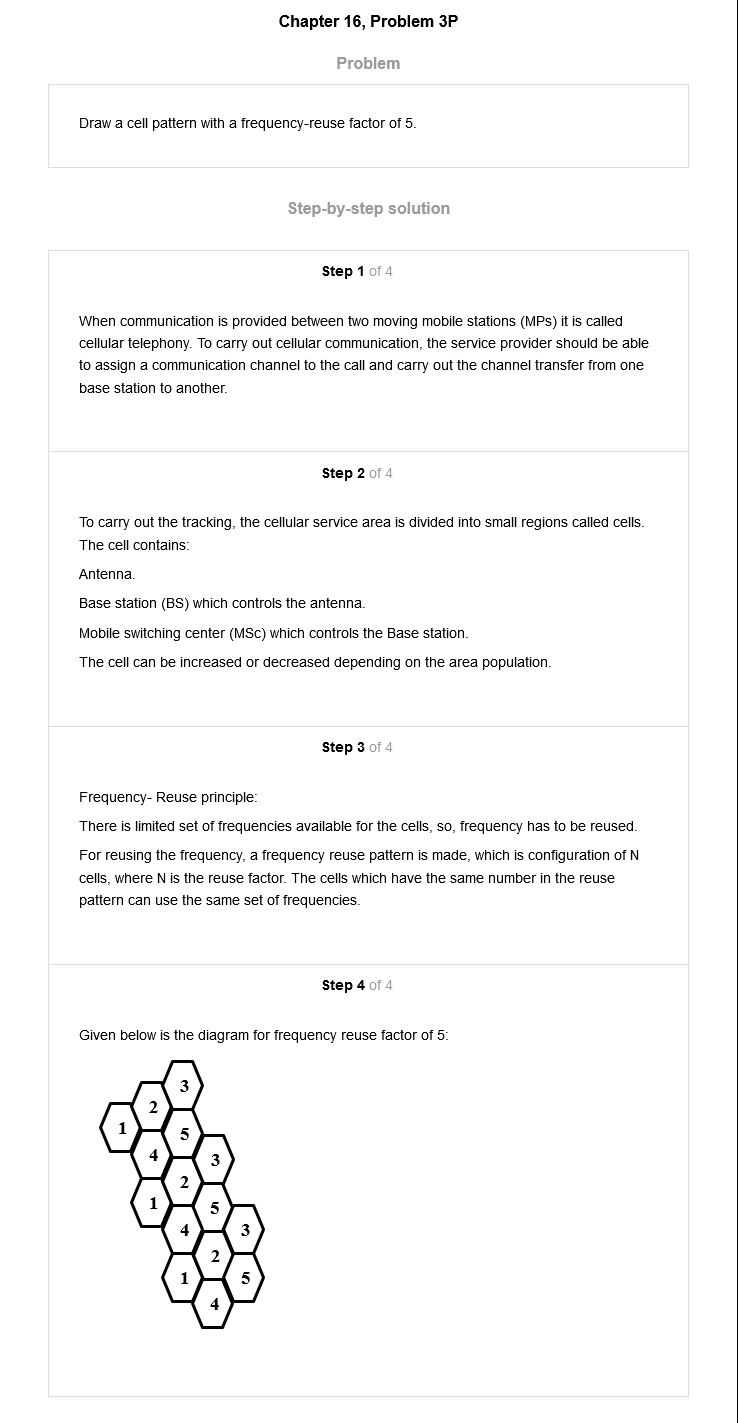 Chapter 16, Problem 3P
Problem
Draw a cell pattern with a frequency-reuse factor of 5.
Step-by-step solution
Step 1 of 4
When communication is provided between two moving mobile stations (MPs) it is called
cellular telephony. To carry out cellular communication, the service provider should be able
to assign a communication channel to the call and carry out the channel transfer from one
base station to another.
Step 2 of 4
To carry out the tracking, the cellular service area is divided into small regions called cells.
The cell contains:
Antenna.
Base station (BS) which controls the antenna.
Mobile switching center (MSc) which controls the Base station.
The cell can be increased or decreased depending on the area population.
Step 3 of 4
Frequency- Reuse principle:
There is limited set of frequencies available for the cells, so, frequency has to be reused.
For reusing the frequency, a frequency reuse pattern is made, which is configuration of N
cells, where N is the reuse factor. The cells which have the same number in the reuse
pattern can use the same set of frequencies.
Step 4 of 4
Given below is the diagram for frequency reuse factor of 5:
3
2
1
5
4
3
2
1
5
4
3
2
1
5
4